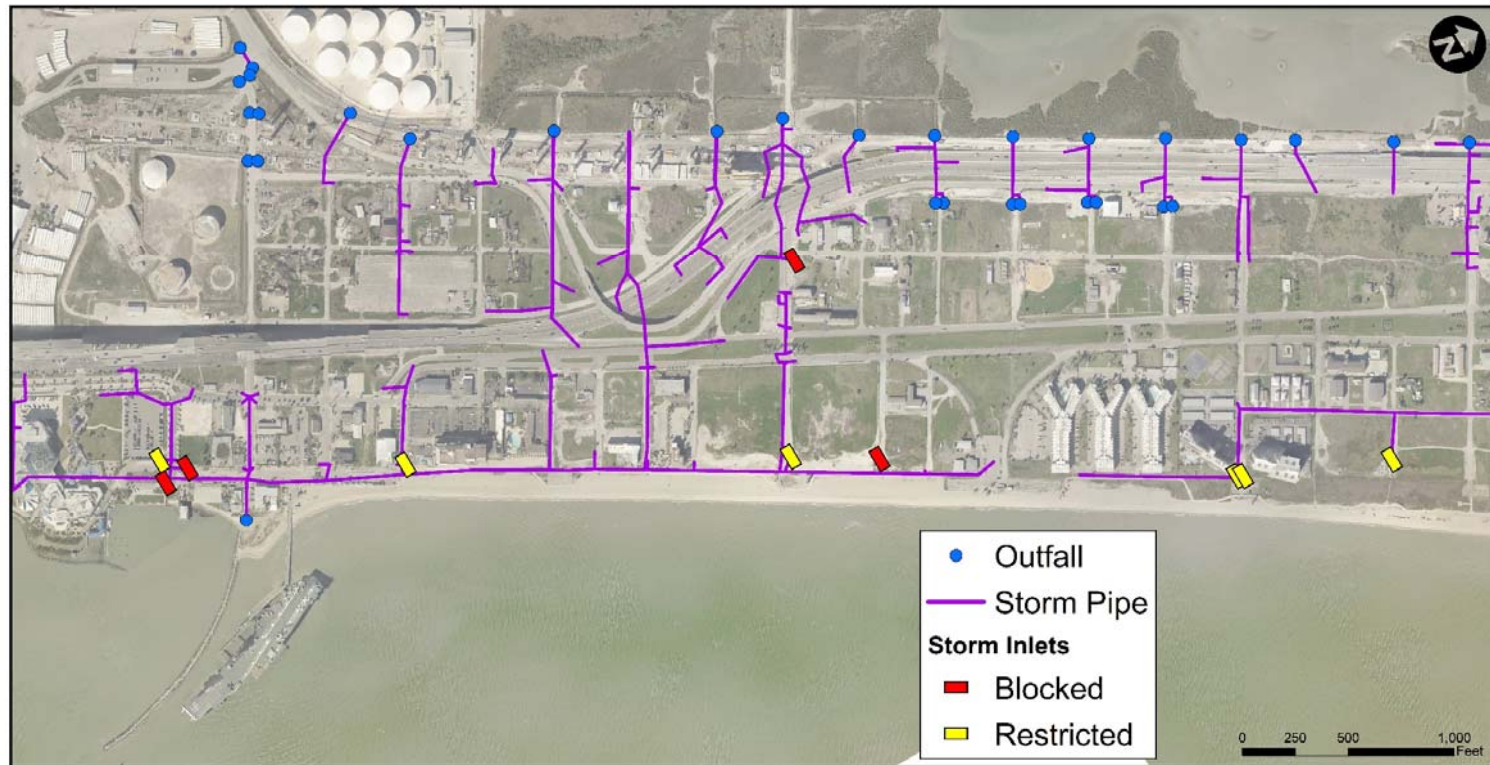 N
Outfall
Storm Pipe
Storm Inlets
Blocked
Restricted
0 250 500 1,000
Feet